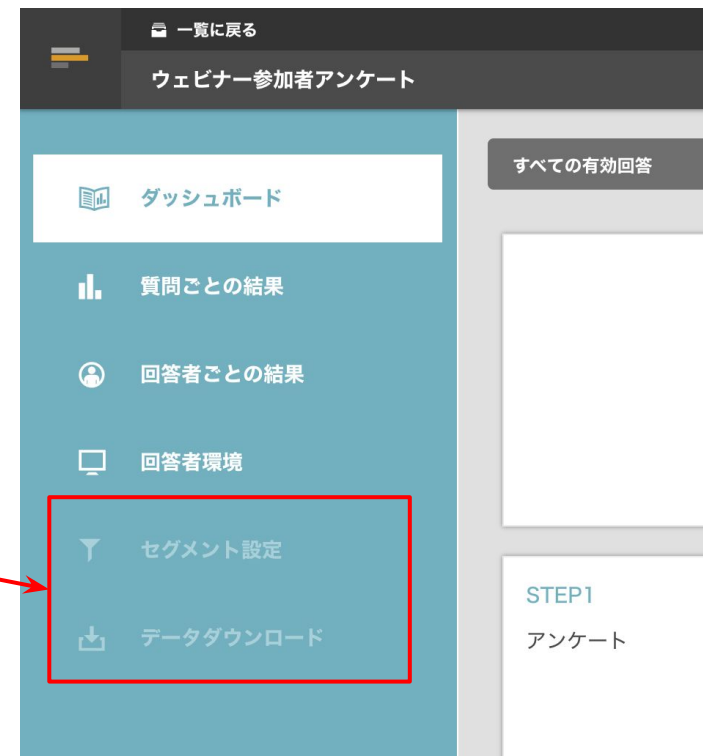 一覧に戻る
ウェビナー参加者アンケート
すべての有効回答
ダッシュボード
質問ごとの結果
回答者ごとの結果
回答者環境
セグメント設定
データダウンロード
STEP1
アンケート